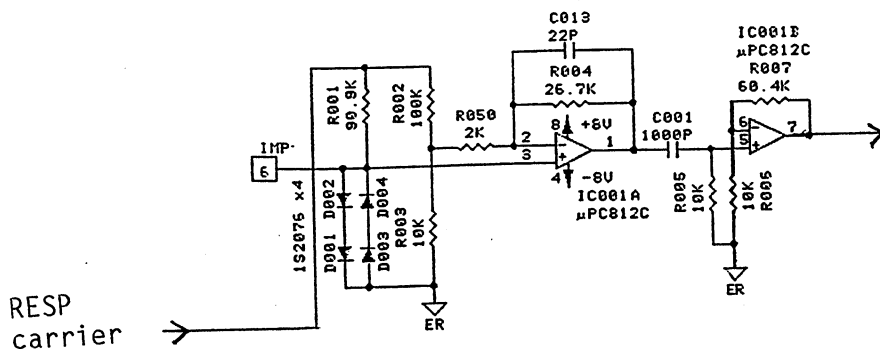 C013
22P
R004
26.7K
IC001B
μPC812C
R007
60.4K
R001
90.9K
R002
100K
R050
2K
C001
1000P
8 +8V
2
3
1
6
5
7
4 -8V
IC001A
μPC812C
IMP-
6
1S2076 x4
D002
D004
D001
D003
R003
10K
R005
10K
10K
R006
ER
ER
RESP
carrier